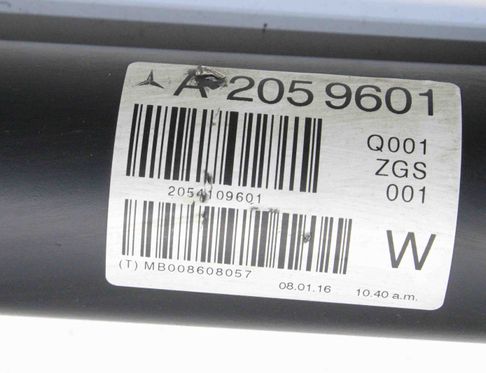 A 205 9601
Q001
ZGS
001
2054109601
W
(T) MB008608057
08.01.16 10.40 a.m.